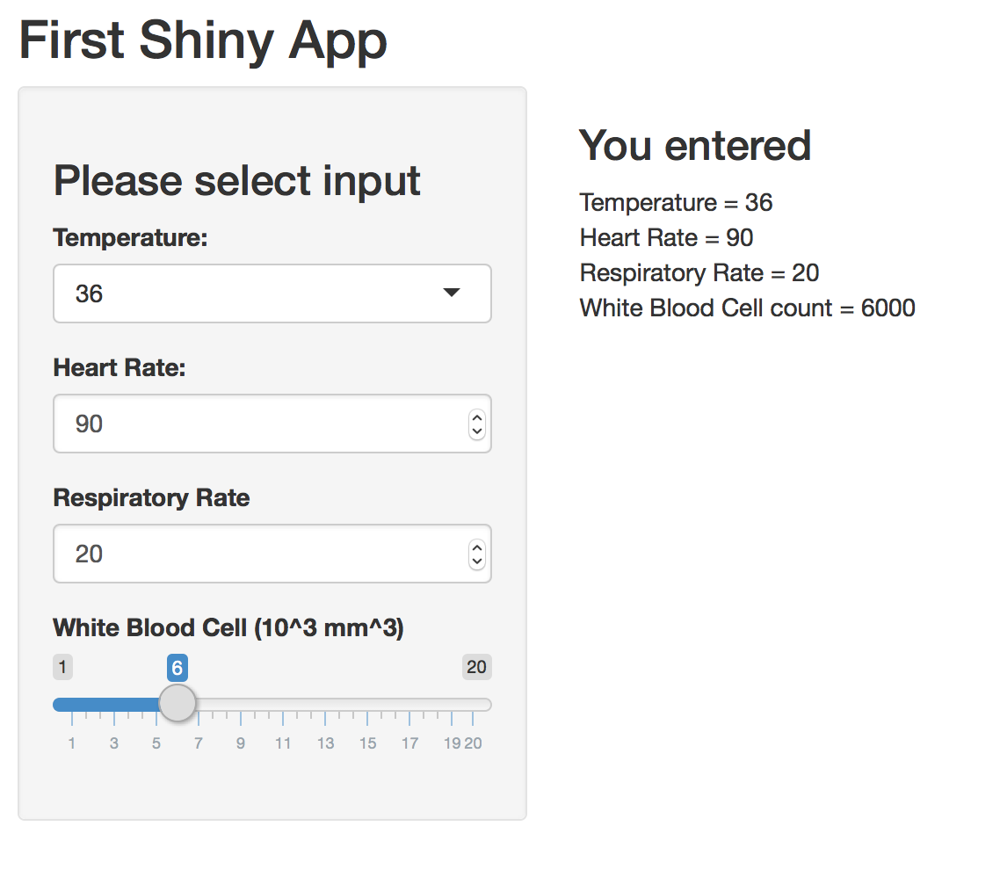 First Shiny App
Please select input
Temperature:
36
Heart Rate:
90
Respiratory Rate
20
White Blood Cell (10^3 mm^3)
1 6 20
1 3 5 7 9 11 13 15 17 19 20
You entered
Temperature = 36
Heart Rate = 90
Respiratory Rate = 20
White Blood Cell count = 6000